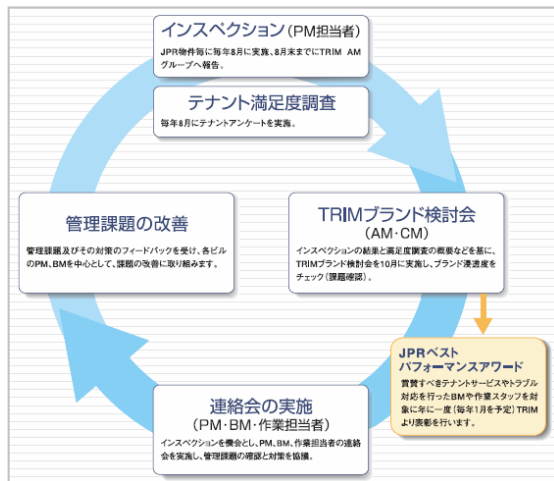 インスペクション(PM担当者)
JPR物件毎に毎年8月に実施、8月末までにTRIM AM
グループへ報告。
テナント満足度調査
毎年8月にテナントアンケートを実施。
TRIMブランド検討会
(AM・CM)
インスペクションの結果と満足度調査の概要などを基に、
TRIMブランド検討会を10月に実施し、ブランド浸透度を
チェック(課題確認)。
JPRベスト
パフォーマンスアワード
賞賛すべきテナントサービスやトラブル
対応を行ったBMや作業スタッフを対
象に年に一度(毎年1月を予定)TRIM
より表彰を行います。
連絡会の実施
(PM・BM・作業担当者)
インスペクションを機会とし、PM、BM、作業担当者の連絡
会を実施し、管理課題の確認と対策を協議。
管理課題の改善
管理課題及びその対策のフィードバックを受け、各ビル
のPM、BMを中心として、課題の改善に取り組みます。